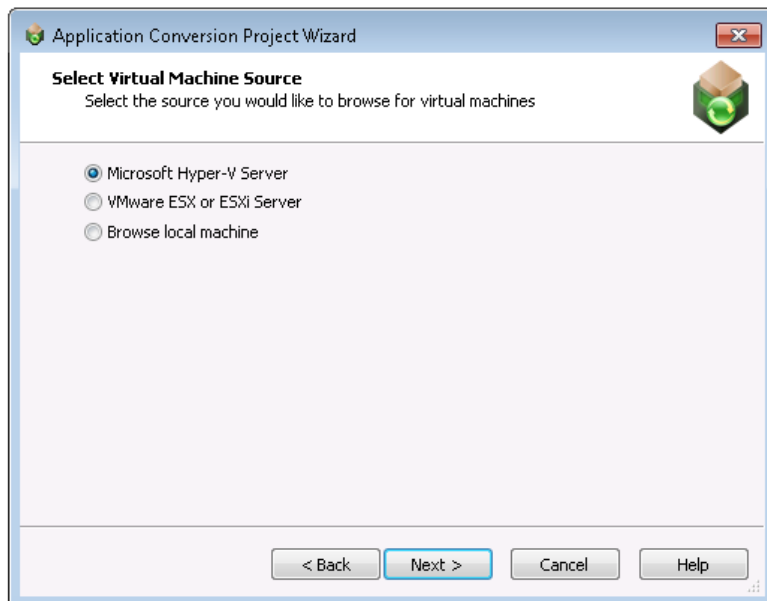 Application Conversion Project Wizard
Select Virtual Machine Source
Select the source you would like to browse for virtual machines
Microsoft Hyper-V Server
VMware ESX or ESXi Server
Browse local machine
< Back Next > Cancel Help